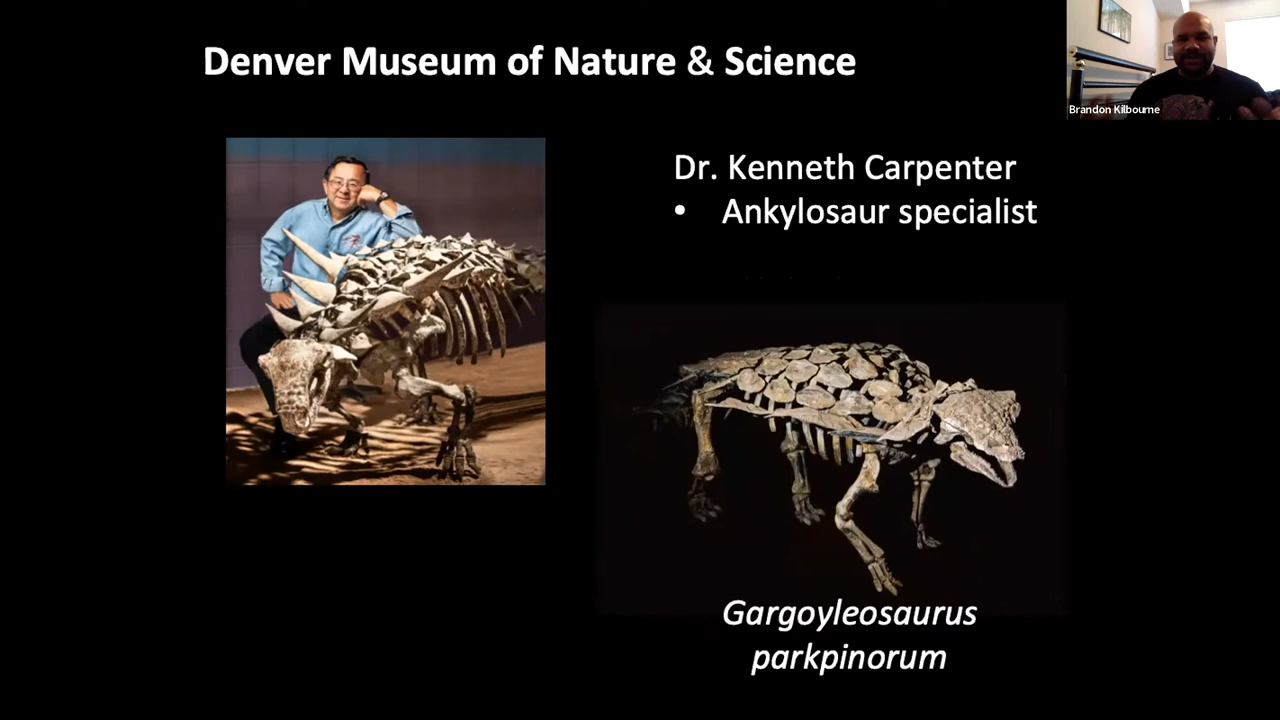 Denver Museum of Nature & Science
Brandon Kilbourne
Dr. Kenneth Carpenter
• Ankylosaur specialist
Gargoyleosaurus
parkpinorum